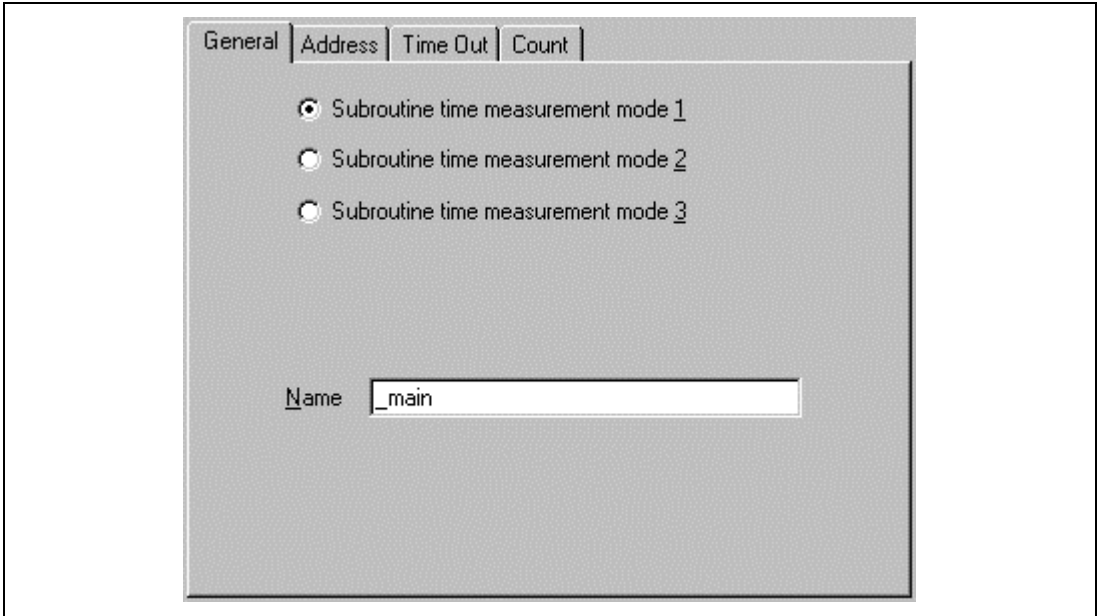 General Address Time Out Count
Subroutine time measurement mode 1
Subroutine time measurement mode 2
Subroutine time measurement mode 3
Name _main